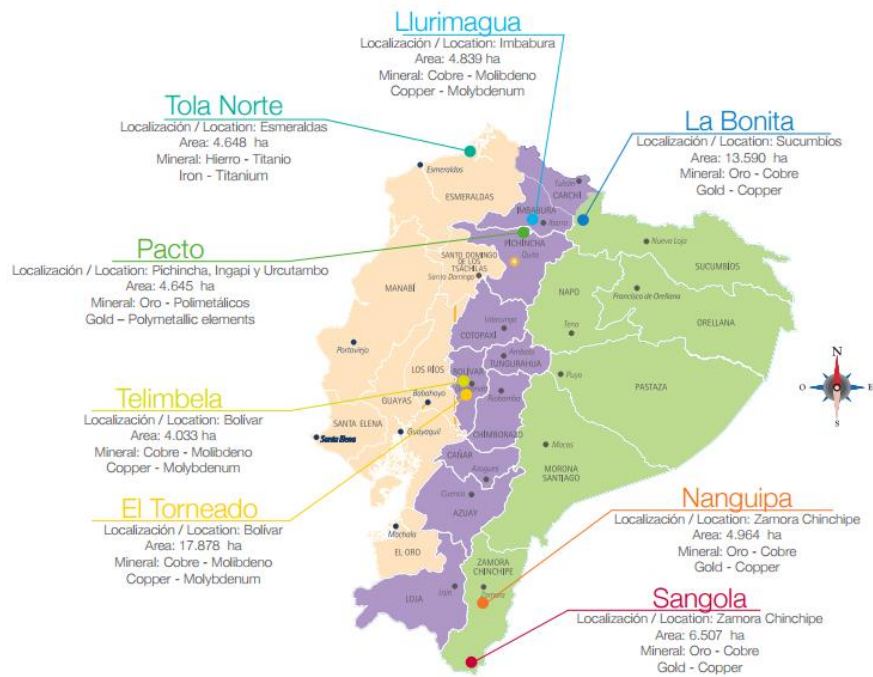 Llurimagua
Localización / Location: Imbabura
Area: 4.839 ha
Mineral: Cobre - Molibdeno
Copper - Molybdenum
Tola Norte
Localización / Location: Esmeraldas
Area: 4.648 ha
Mineral: Hierro - Titanio
Iron - Titanium
La Bonita
Localización / Location: Sucumbíos
Area: 13.590 ha
Mineral: Oro - Cobre
Gold - Copper
Pacto
Localización / Location: Pichincha, Ingapi y Urcutambo
Area: 4.645 ha
Mineral: Oro - Polimetálicos
Gold – Polymetallic elements
Telimbela
Localización / Location: Bolívar
Area: 4.033 ha
Mineral: Cobre - Molibdeno
Copper - Molybdenum
El Torneado
Localización / Location: Bolívar
Area: 17.878 ha
Mineral: Cobre - Molibdeno
Copper - Molybdenum
Nanguipa
Localización / Location: Zamora Chinchipe
Area: 4.964 ha
Mineral: Oro - Cobre
Gold - Copper
Sangola
Localización / Location: Zamora Chinchipe
Area: 6.507 ha
Mineral: Oro - Cobre
Gold - Copper
Esmeraldas
ESMERALDAS
Tulcán
CARCHI
IMBABURA
Ibarra
PICHINCHA
Quito
SANTO DOMINGO
DE LOS
TSÁCHILAS
Santo Domingo
Nueva Loja
SUCUMBÍOS
MANABÍ
NAPO
Francisco de Orellana
ORELLANA
Latacunga
COTOPAXI
Tena
Portoviejo
LOS RÍOS
Ambato
TUNGURAHUA
BOLÍVAR
Puyo
PASTAZA
Babahoyo
Riobamba
GUAYAS
SANTA ELENA
Guayaquil
CHIMBORAZO
Santa Elena
Macas
CAÑAR
MORONA
SANTIAGO
Azogues
Cuenca
AZUAY
Machala
EL ORO
ZAMORA
CHINCHIPE
Loja
Zamora
LOJA
N
O
E
S